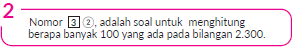 2
Nomor 3 2, adalah soal untuk menghitung
berapa banyak 100 yang ada pada bilangan 2.300.